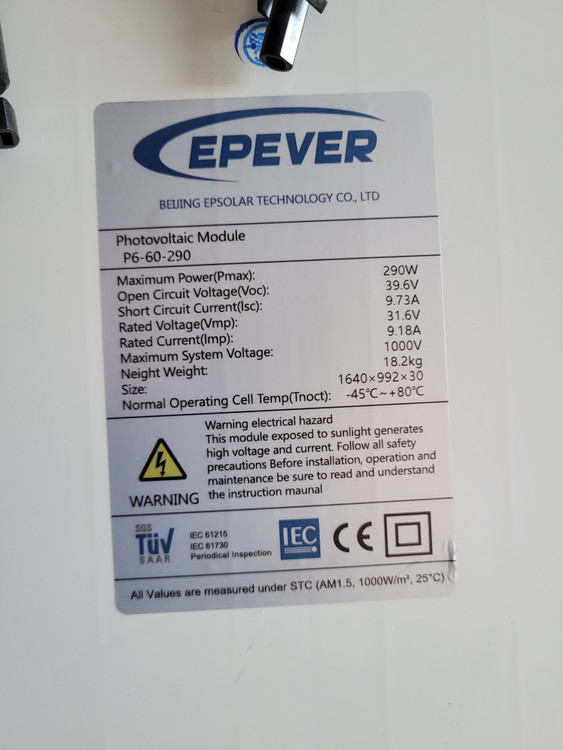 EPEVER
BEIJING EPSOLAR TECHNOLOGY CO., LTD
Photovoltaic Module
P6-60-290
Maximum Power(Pmax): 290W
Open Circuit Voltage(Voc): 39.6V
Short Circuit Current(Isc): 9.73A
Rated Voltage(Vmp): 31.6V
Rated Current(Imp): 9.18A
Maximum System Voltage: 1000V
Neight Weight: 18.2kg
Size: 1640×992×30
Normal Operating Cell Temp(Tnoct): -45℃~+80℃
Warning electrical hazard
This module exposed to sunlight generates
high voltage and current. Follow all safety
precautions Before installation, operation and
maintenance be sure to read and understand
the instruction maunal
WARNING
SGS
TÜV
SAAR
IEC 61215
IEC 61730
Periodical Inspection
IEC
CE
All Values are measured under STC (AM1.5, 1000W/m², 25°C)